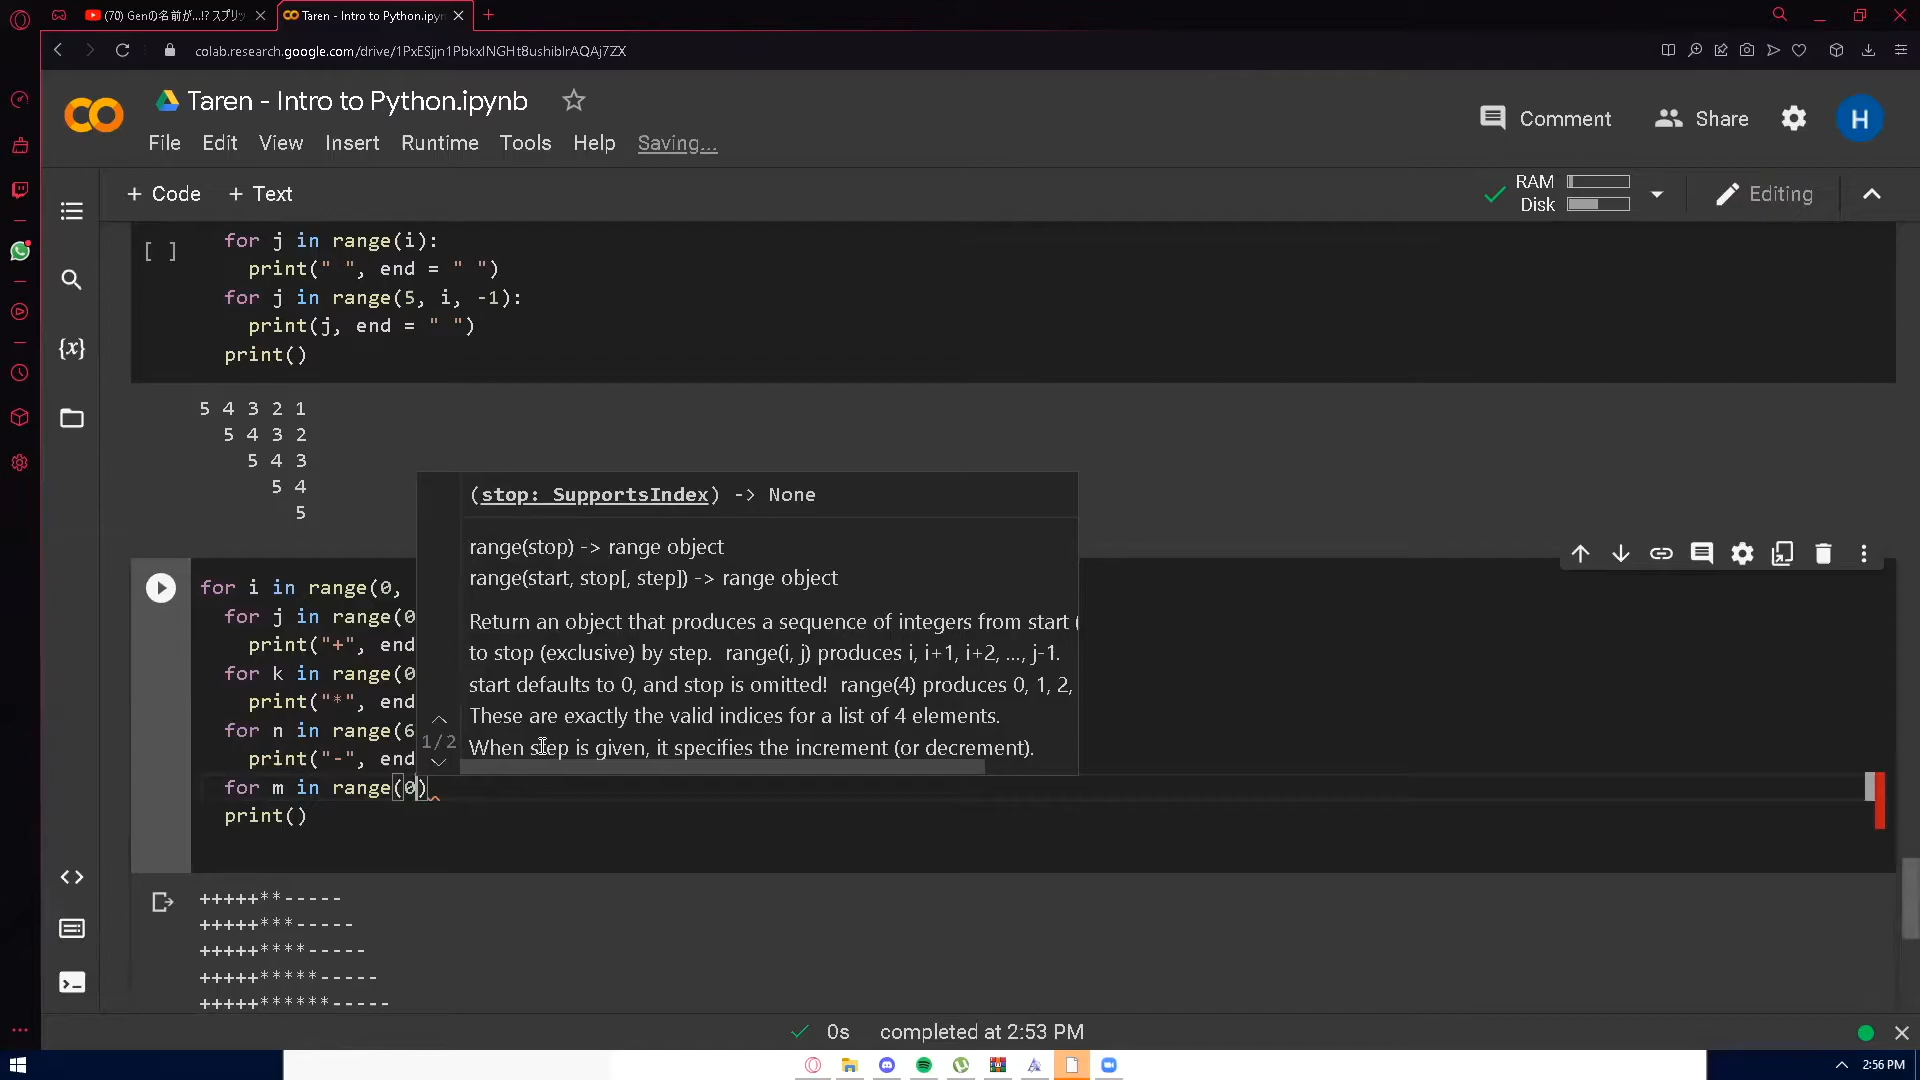 (70) Genの名前が...!? スプリッ
Taren - Intro to Python.ipyn
colab.research.google.com/drive/1PxESjjn1PbkxINGHt8ushiblrAQAj7ZX
Taren - Intro to Python.ipynb
Comment
Share
H
File Edit View Insert Runtime Tools Help Saving...
+ Code + Text
RAM
Disk
Editing
[ ]
for j in range(i):
print(" ", end = " ")
for j in range(5, i, -1):
print(j, end = " ")
print()
{x}
5 4 3 2 1
5 4 3 2
5 4 3
5 4
5
(stop: SupportsIndex) -> None
range(stop) -> range object
range(start, stop[, step]) -> range object
Return an object that produces a sequence of integers from start (
to stop (exclusive) by step. range(i, j) produces i, i+1, i+2, ..., j-1.
start defaults to 0, and stop is omitted! range(4) produces 0, 1, 2,
These are exactly the valid indices for a list of 4 elements.
When step is given, it specifies the increment (or decrement).
1/2
for i in range(0,
for j in range(0
print("+", end
for k in range(0
print("*", end
for n in range(6
print("-", end
for m in range(0)
print()
+++++**-----
+++++***-----
+++++****-----
+++++*****-----
+++++******-----
0s completed at 2:53 PM
2:56 PM